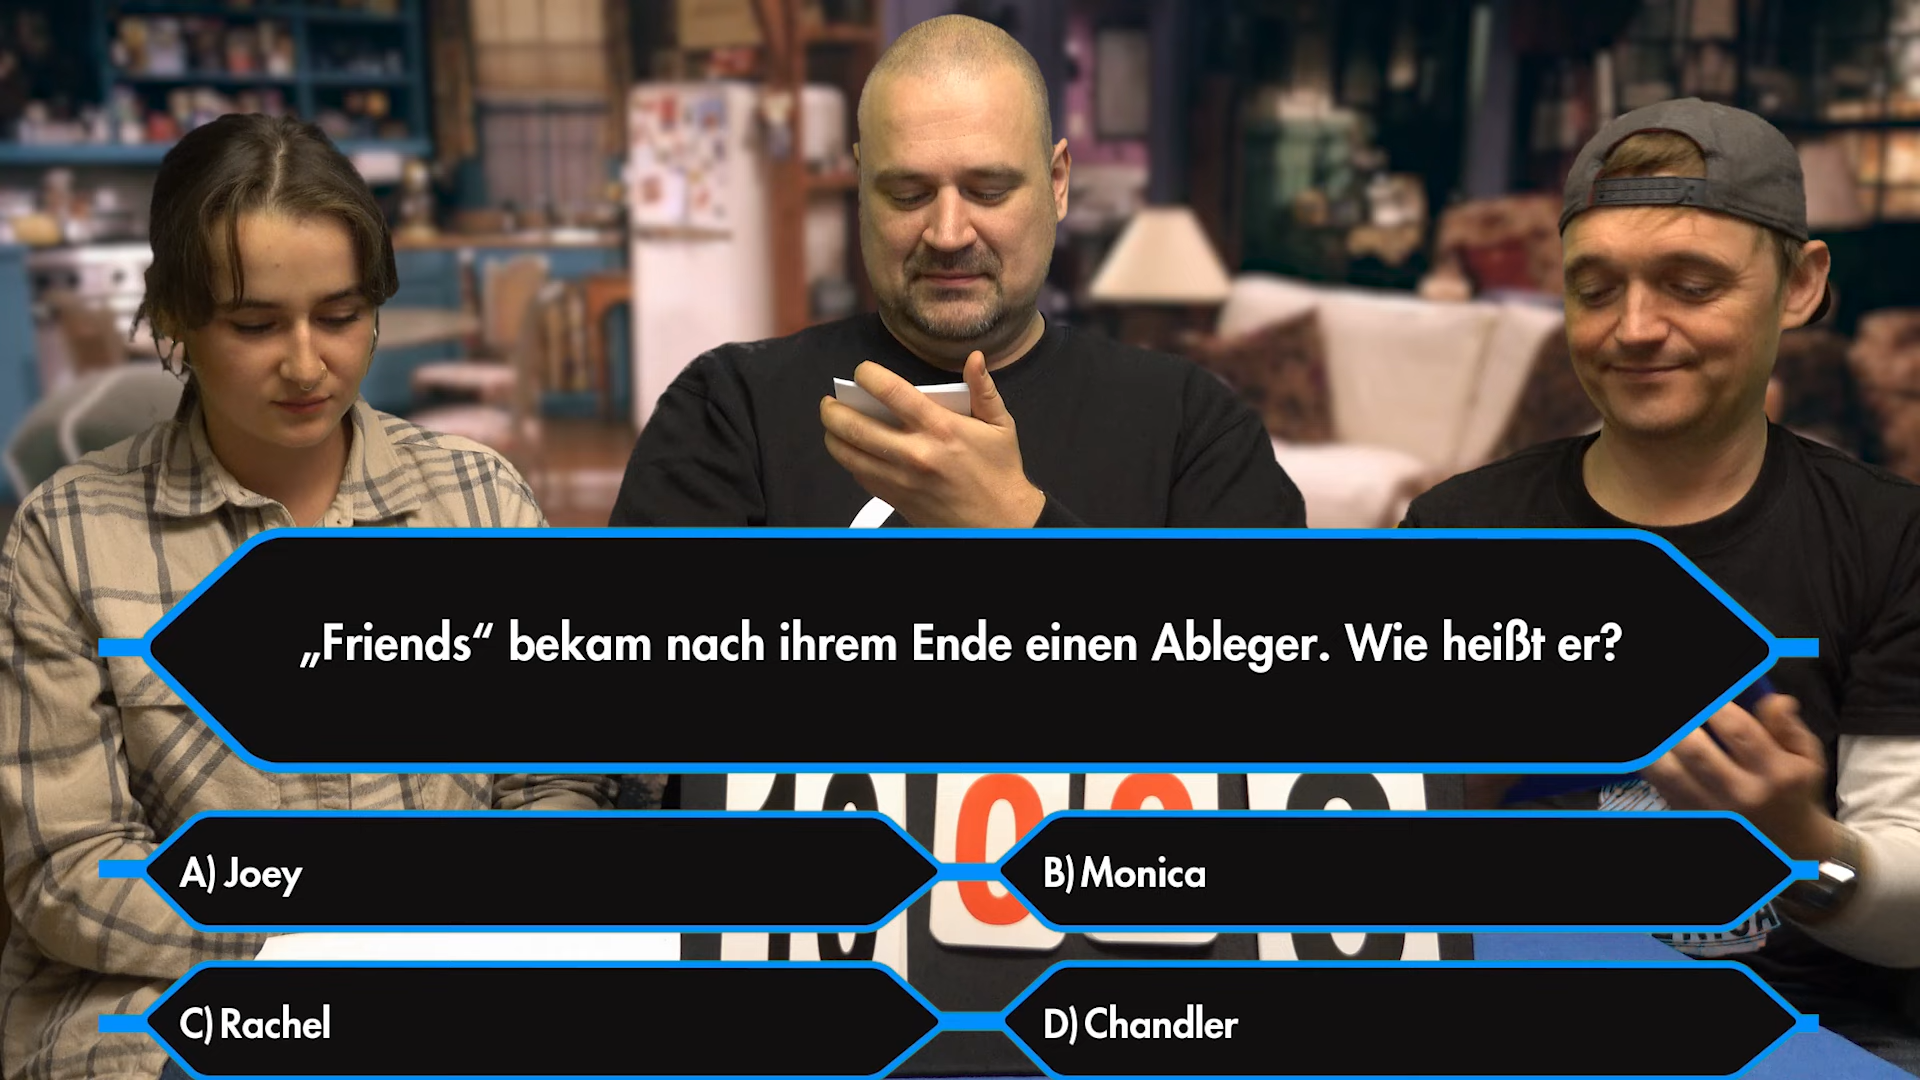 „Friends“ bekam nach ihrem Ende einen Ableger. Wie heißt er?
A) Joey
B) Monica
C) Rachel
D) Chandler